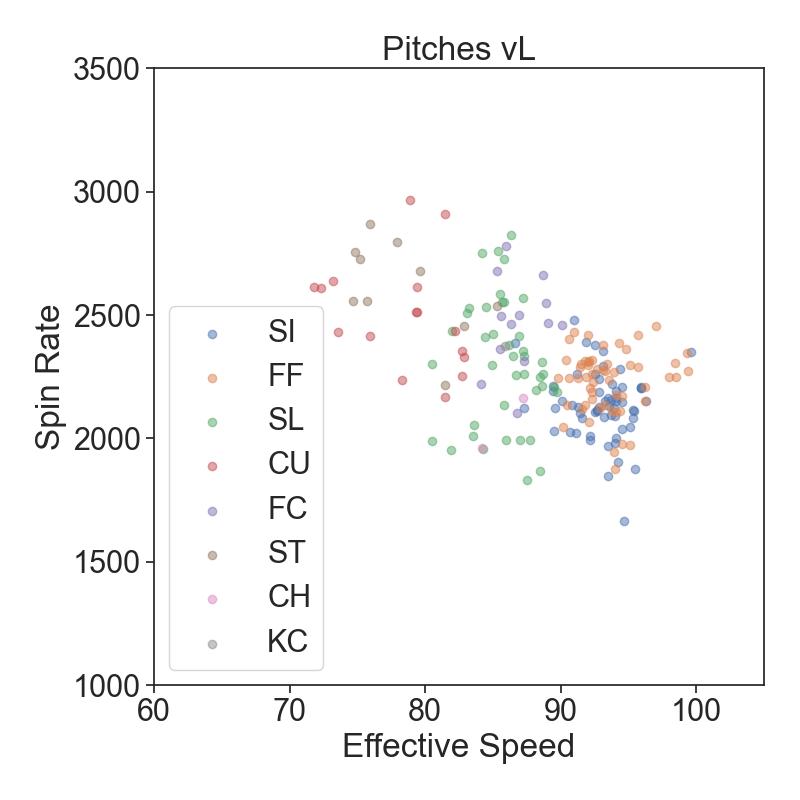 Pitches vL
3500
3000
2500
2000
1500
1000
Spin Rate
SI
FF
SL
CU
FC
ST
CH
KC
60 70 80 90 100
Effective Speed